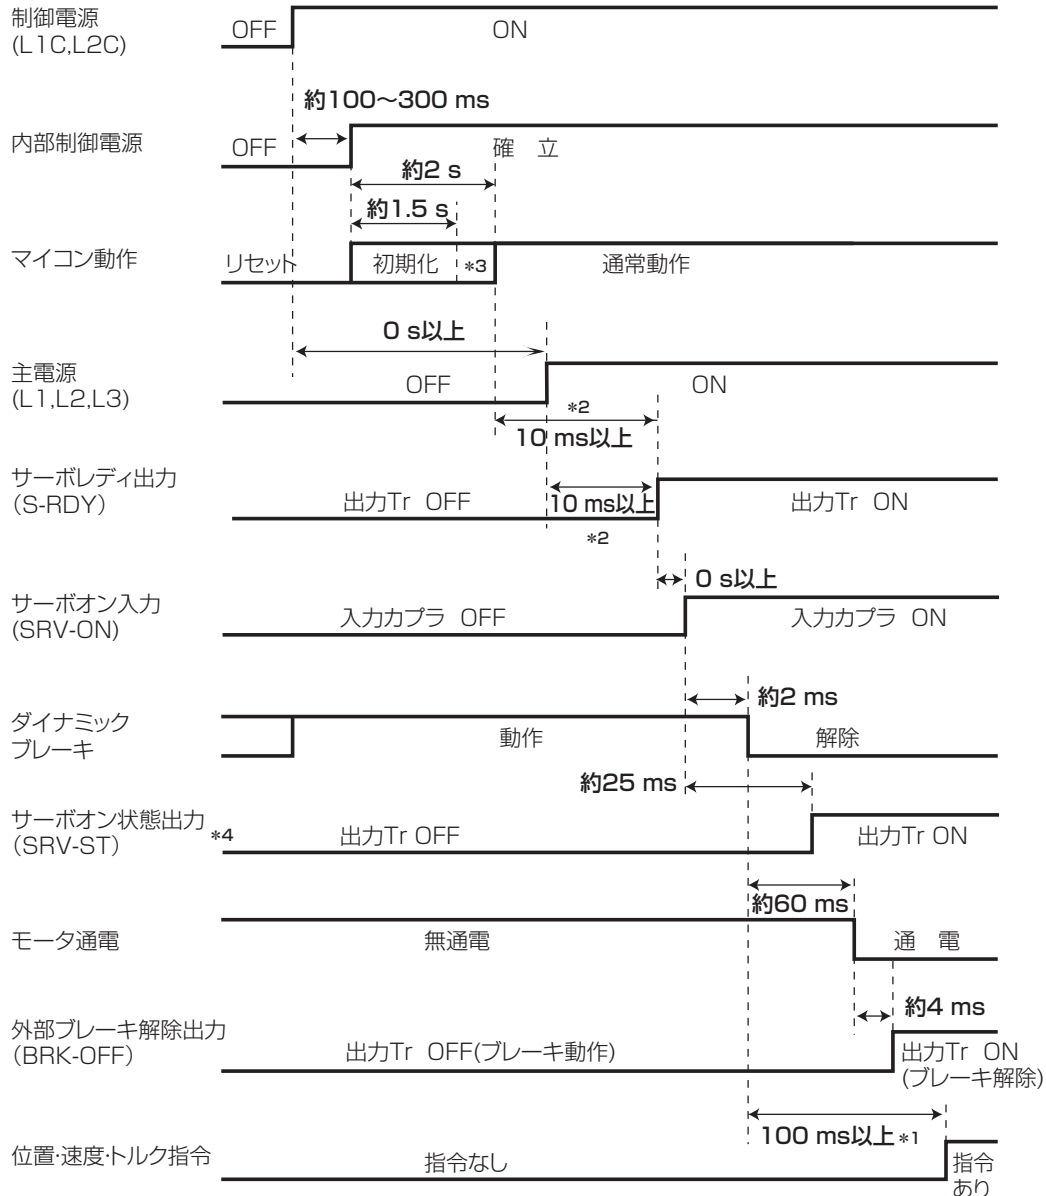 制御電源
(L1C,L2C)
OFF
ON
約100～300 ms
内部制御電源
OFF
確 立
約2 s
約1.5 s
マイコン動作
リセット
初期化
*3
通常動作
0 s以上
主電源
(L1,L2,L3)
OFF
ON
*2
10 ms以上
サーボレディ出力
(S-RDY)
出力Tr OFF
10 ms以上
出力Tr ON
*2
0 s以上
サーボオン入力
(SRV-ON)
入力カプラ OFF
入力カプラ ON
約2 ms
ダイナミック
ブレーキ
動作
解除
約25 ms
サーボオン状態出力
(SRV-ST)
*4
出力Tr OFF
出力Tr ON
約60 ms
モータ通電
無通電
通 電
約4 ms
外部ブレーキ解除出力
(BRK-OFF)
出力Tr OFF(ブレーキ動作)
出力Tr ON
(ブレーキ解除)
100 ms以上 *1
位置·速度·トルク指令
指令なし
指令
あり